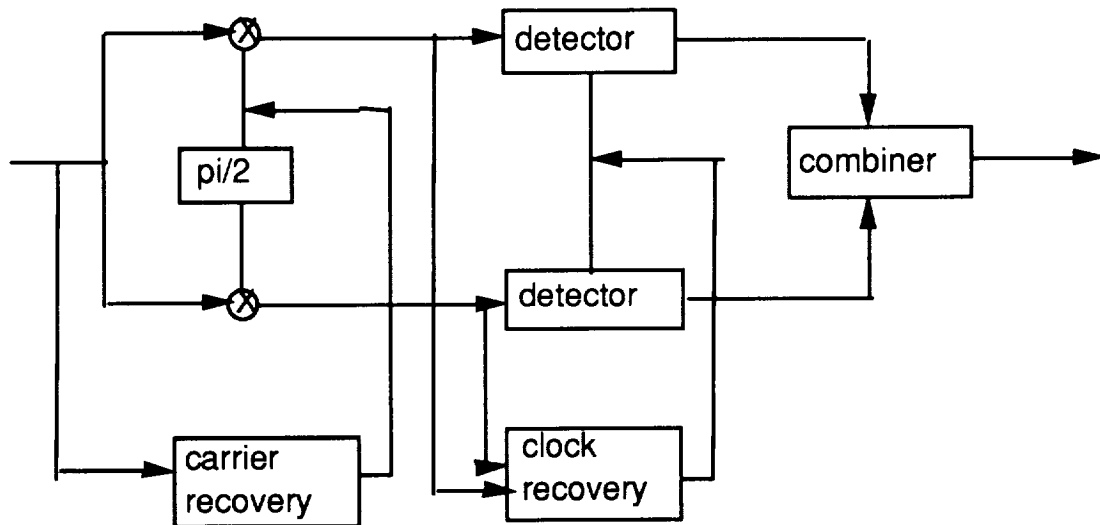 X
detector
pi/2
combiner
X
detector
carrier
recovery
clock
recovery